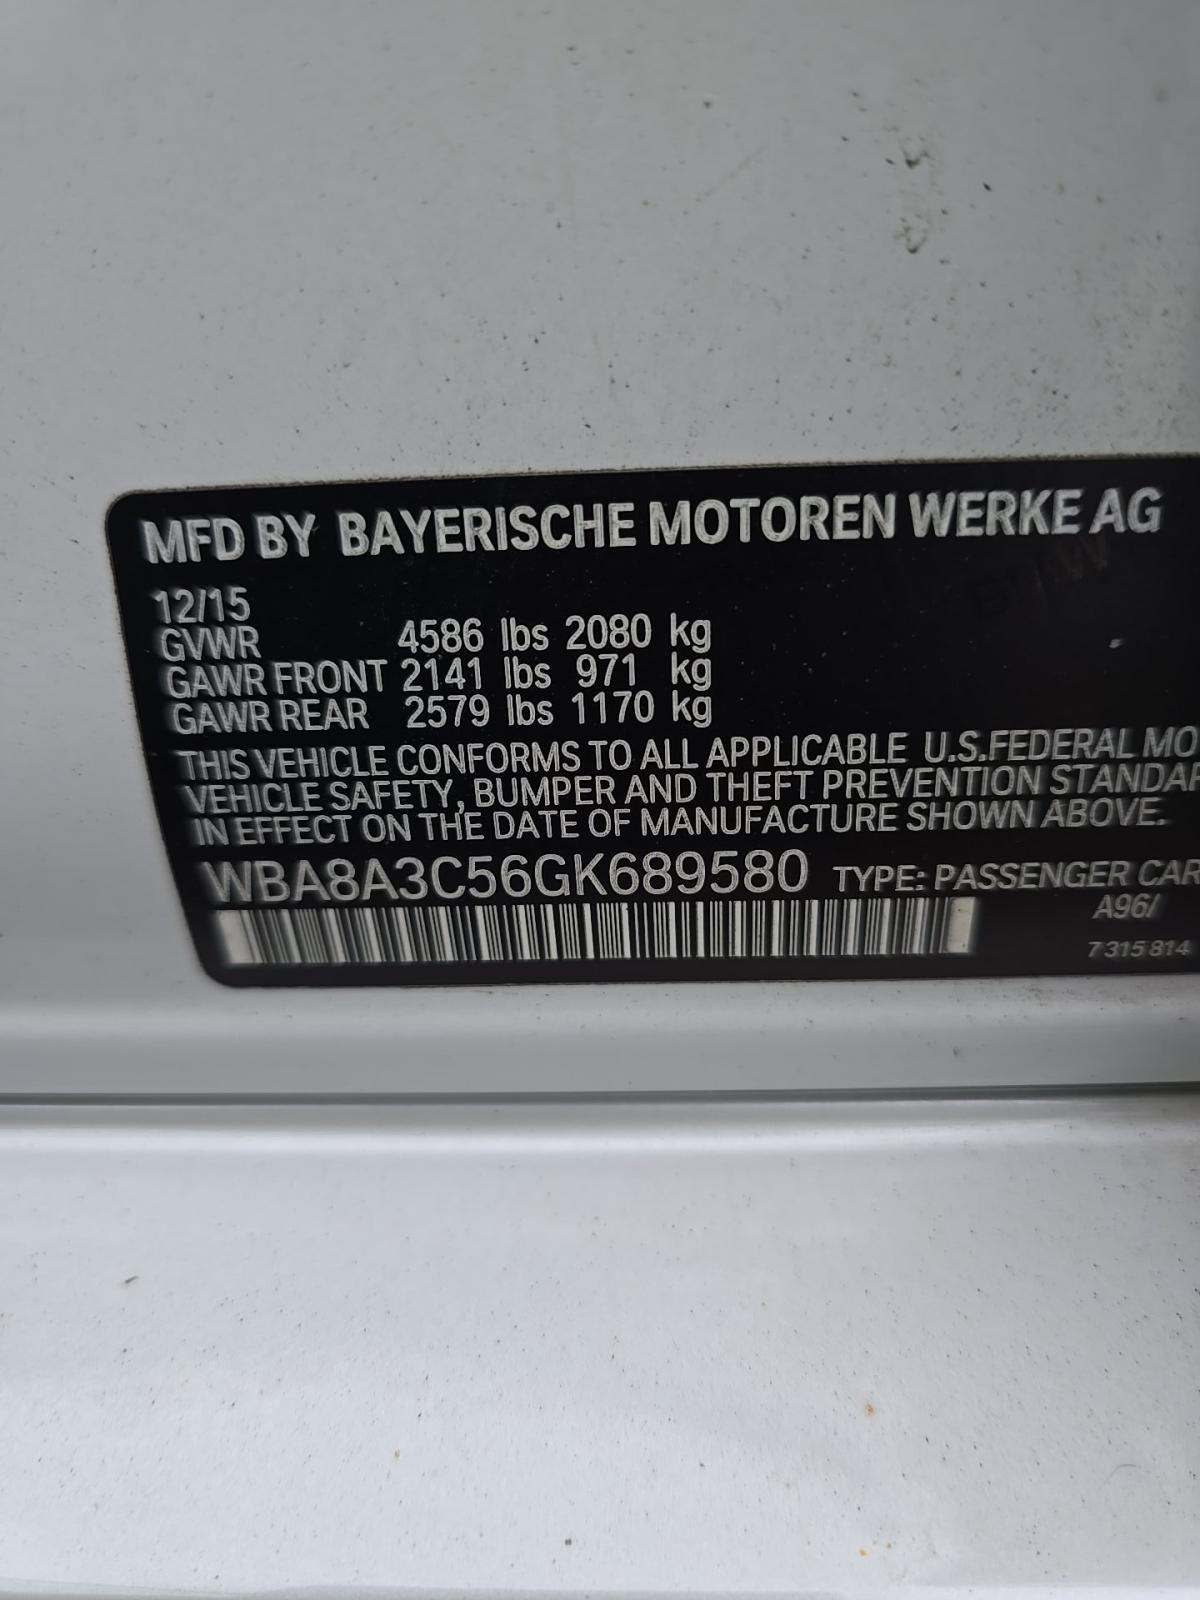 MFD BY BAYERISCHE MOTOREN WERKE AG
12/15
GVWR 4586 lbs 2080 kg
GAWR FRONT 2141 lbs 971 kg
GAWR REAR 2579 lbs 1170 kg
THIS VEHICLE CONFORMS TO ALL APPLICABLE U.S.FEDERAL MO
VEHICLE SAFETY, BUMPER AND THEFT PREVENTION STANDAR
IN EFFECT ON THE DATE OF MANUFACTURE SHOWN ABOVE.
WBA8A3C56GK689580 TYPE: PASSENGER CAR
A96/
7 315 814